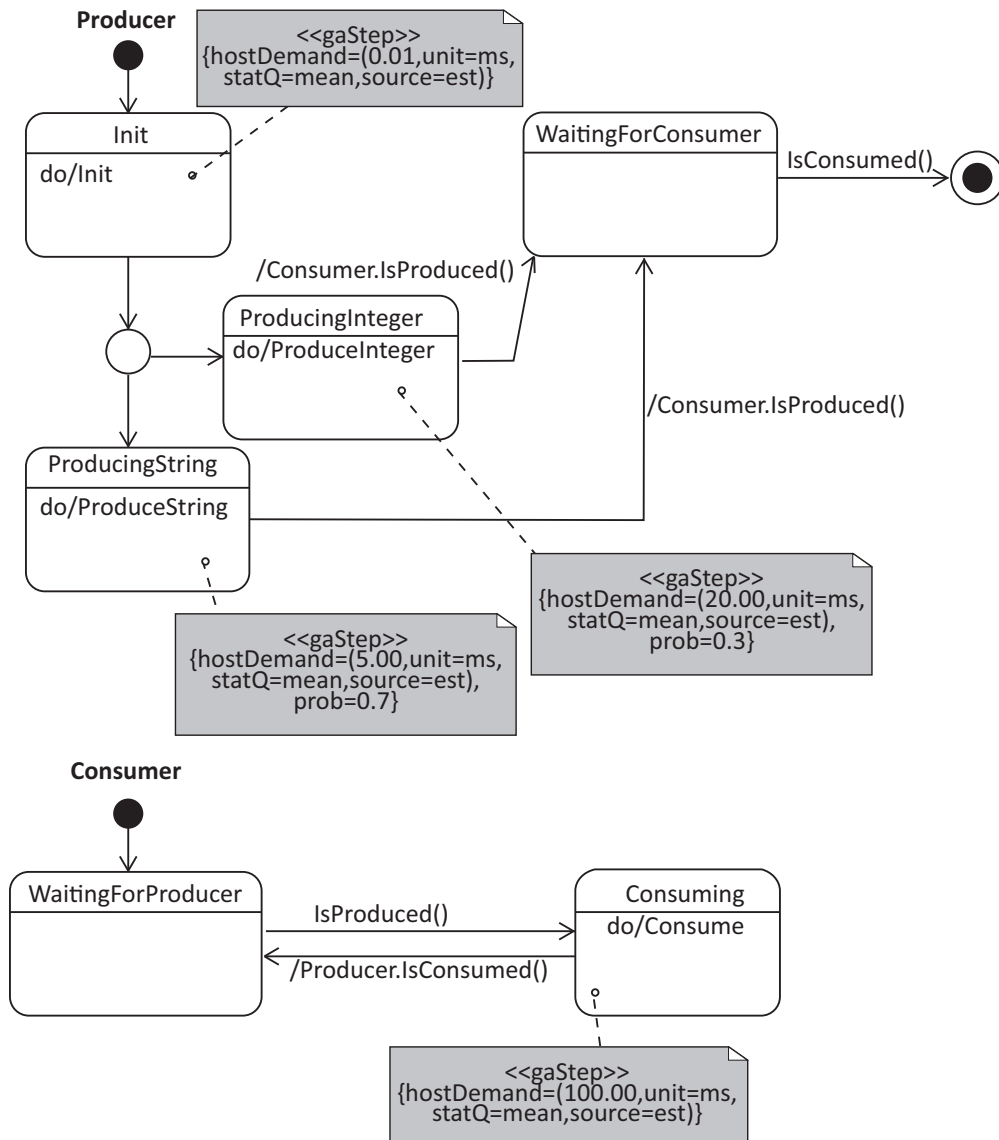 Producer
<<gaStep>>
{hostDemand=(0.01,unit=ms,
statQ=mean,source=est)}
Init
do/Init
WaitingForConsumer
IsConsumed()
/Consumer.IsProduced()
ProducingInteger
do/ProduceInteger
/Consumer.IsProduced()
ProducingString
do/ProduceString
<<gaStep>>
{hostDemand=(20.00,unit=ms,
statQ=mean,source=est),
prob=0.3}
<<gaStep>>
{hostDemand=(5.00,unit=ms,
statQ=mean,source=est),
prob=0.7}
Consumer
WaitingForProducer
IsProduced()
/Producer.IsConsumed()
Consuming
do/Consume
<<gaStep>>
{hostDemand=(100.00,unit=ms,
statQ=mean,source=est)}